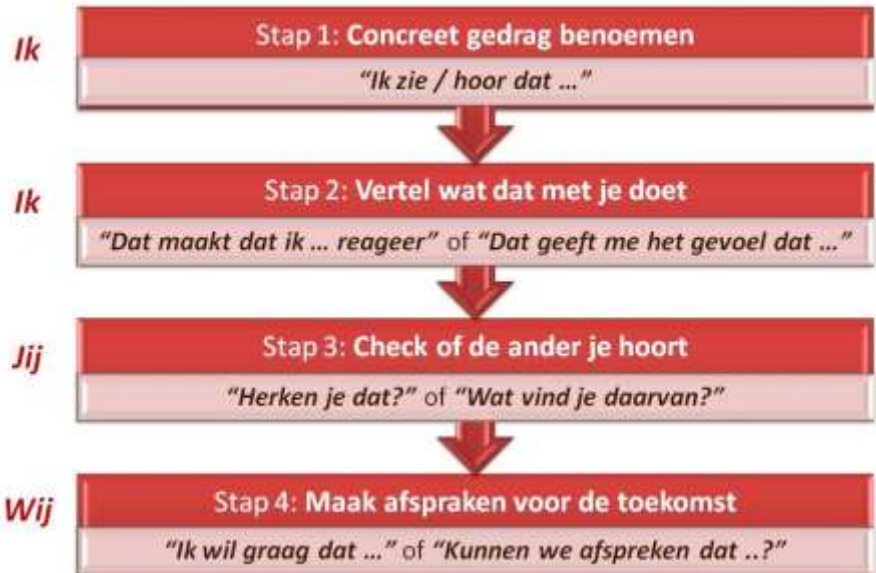 Ik
Stap 1: Concreet gedrag benoemen
“Ik zie / hoor dat ...”
Ik
Stap 2: Vertel wat dat met je doet
“Dat maakt dat ik ... reageer” of “Dat geeft me het gevoel dat ...”
Jij
Stap 3: Check of de ander je hoort
“Herken je dat?” of “Wat vind je daarvan?”
Wij
Stap 4: Maak afspraken voor de toekomst
“Ik wil graag dat ...” of “Kunnen we afspreken dat ..?”